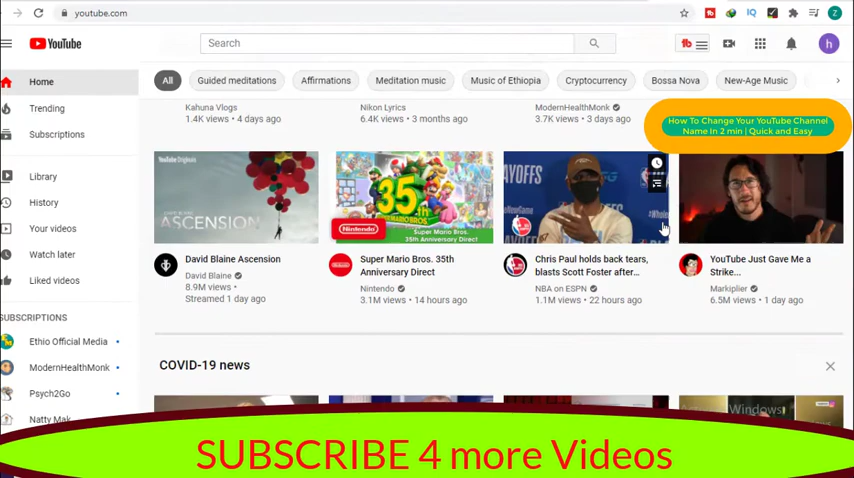 youtube.com
YouTube
Search
Home
All
Guided meditations
Affirmations
Meditation music
Music of Ethiopia
Cryptocurrency
Bossa Nova
New-Age Music
Trending
Subscriptions
Library
History
Your videos
Watch later
Liked videos
SUBSCRIPTIONS
Ethio Official Media
ModernHealthMonk
Psych2Go
Natty Mak
Kahuna Vlogs
1.4K views • 4 days ago
Nikon Lyrics
6.4K views • 3 months ago
ModernHealthMonk
3.7K views • 3 days ago
How To Change Your YouTube Channel
Name In 2 min | Quick and Easy
YouTube Originals
ASCENSION
35th
SUPER MARIO BROS.
35th Anniversary Direct
Nintendo
AYOFFS
PLAYOFFS
David Blaine Ascension
David Blaine
8.9M views •
Streamed 1 day ago
Super Mario Bros. 35th
Anniversary Direct
Nintendo
3.1M views • 14 hours ago
Chris Paul holds back tears,
blasts Scott Foster after...
NBA on ESPN
1.1M views • 22 hours ago
YouTube Just Gave Me a
Strike...
Markiplier
6.5M views • 1 day ago
COVID-19 news
Windows
SUBSCRIBE 4 more Videos